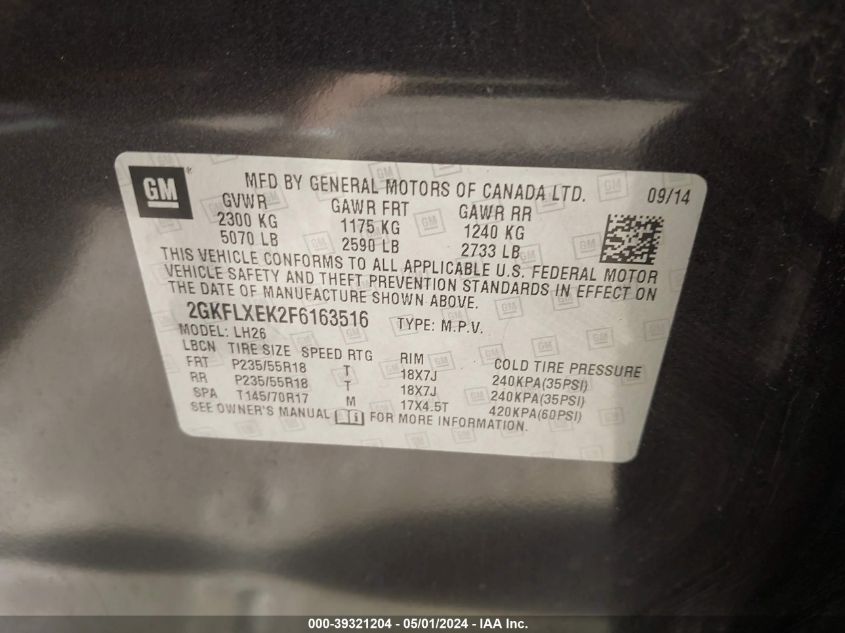 GM ® MFD BY GENERAL MOTORS OF CANADA LTD. 09/14
GVWR GAWR FRT GAWR RR
2300 KG 1175 KG 1240 KG
5070 LB 2590 LB 2733 LB
THIS VEHICLE CONFORMS TO ALL APPLICABLE U.S. FEDERAL MOTOR
VEHICLE SAFETY AND THEFT PREVENTION STANDARDS IN EFFECT ON
THE DATE OF MANUFACTURE SHOWN ABOVE.
2GKFLXEK2F6163516 TYPE: M.P.V.
MODEL: LH26
LBCN TIRE SIZE SPEED RTG RIM COLD TIRE PRESSURE
FRT P235/55R18 T 18X7J 240KPA(35PSI)
RR P235/55R18 T 18X7J 240KPA(35PSI)
SPA T145/70R17 M 17X4.5T 420KPA(60PSI)
SEE OWNER'S MANUAL FOR MORE INFORMATION.
000-39321204 - 05/01/2024 - IAA Inc.